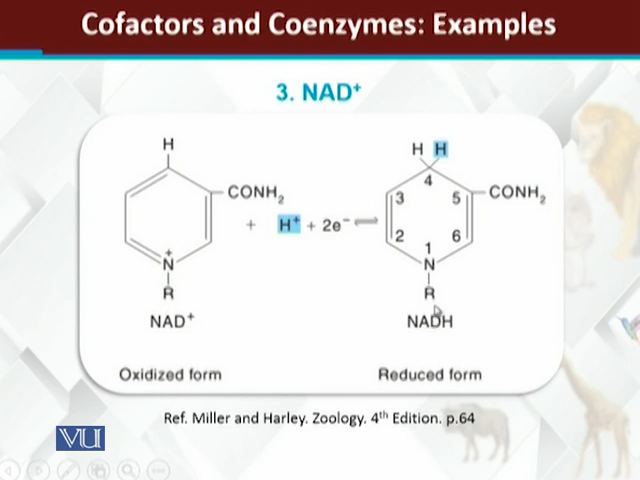 Cofactors and Coenzymes: Examples
3. NAD⁺
H
H H
CONH₂
4
3 5
CONH₂
+ H⁺ + 2e⁻ ⇌
2 6
1
N⁺
N
R
R
NAD⁺
NADH
Oxidized form
Reduced form
Ref. Miller and Harley. Zoology. 4ᵗʰ Edition. p.64
VU